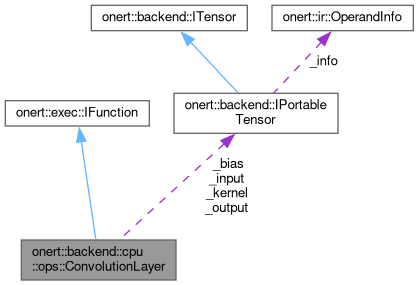 onert::backend::ITensor
onert::ir::OperandInfo
_info
onert::exec::IFunction
onert::backend::IPortable
Tensor
_bias
_input
_kernel
_output
onert::backend::cpu
::ops::ConvolutionLayer